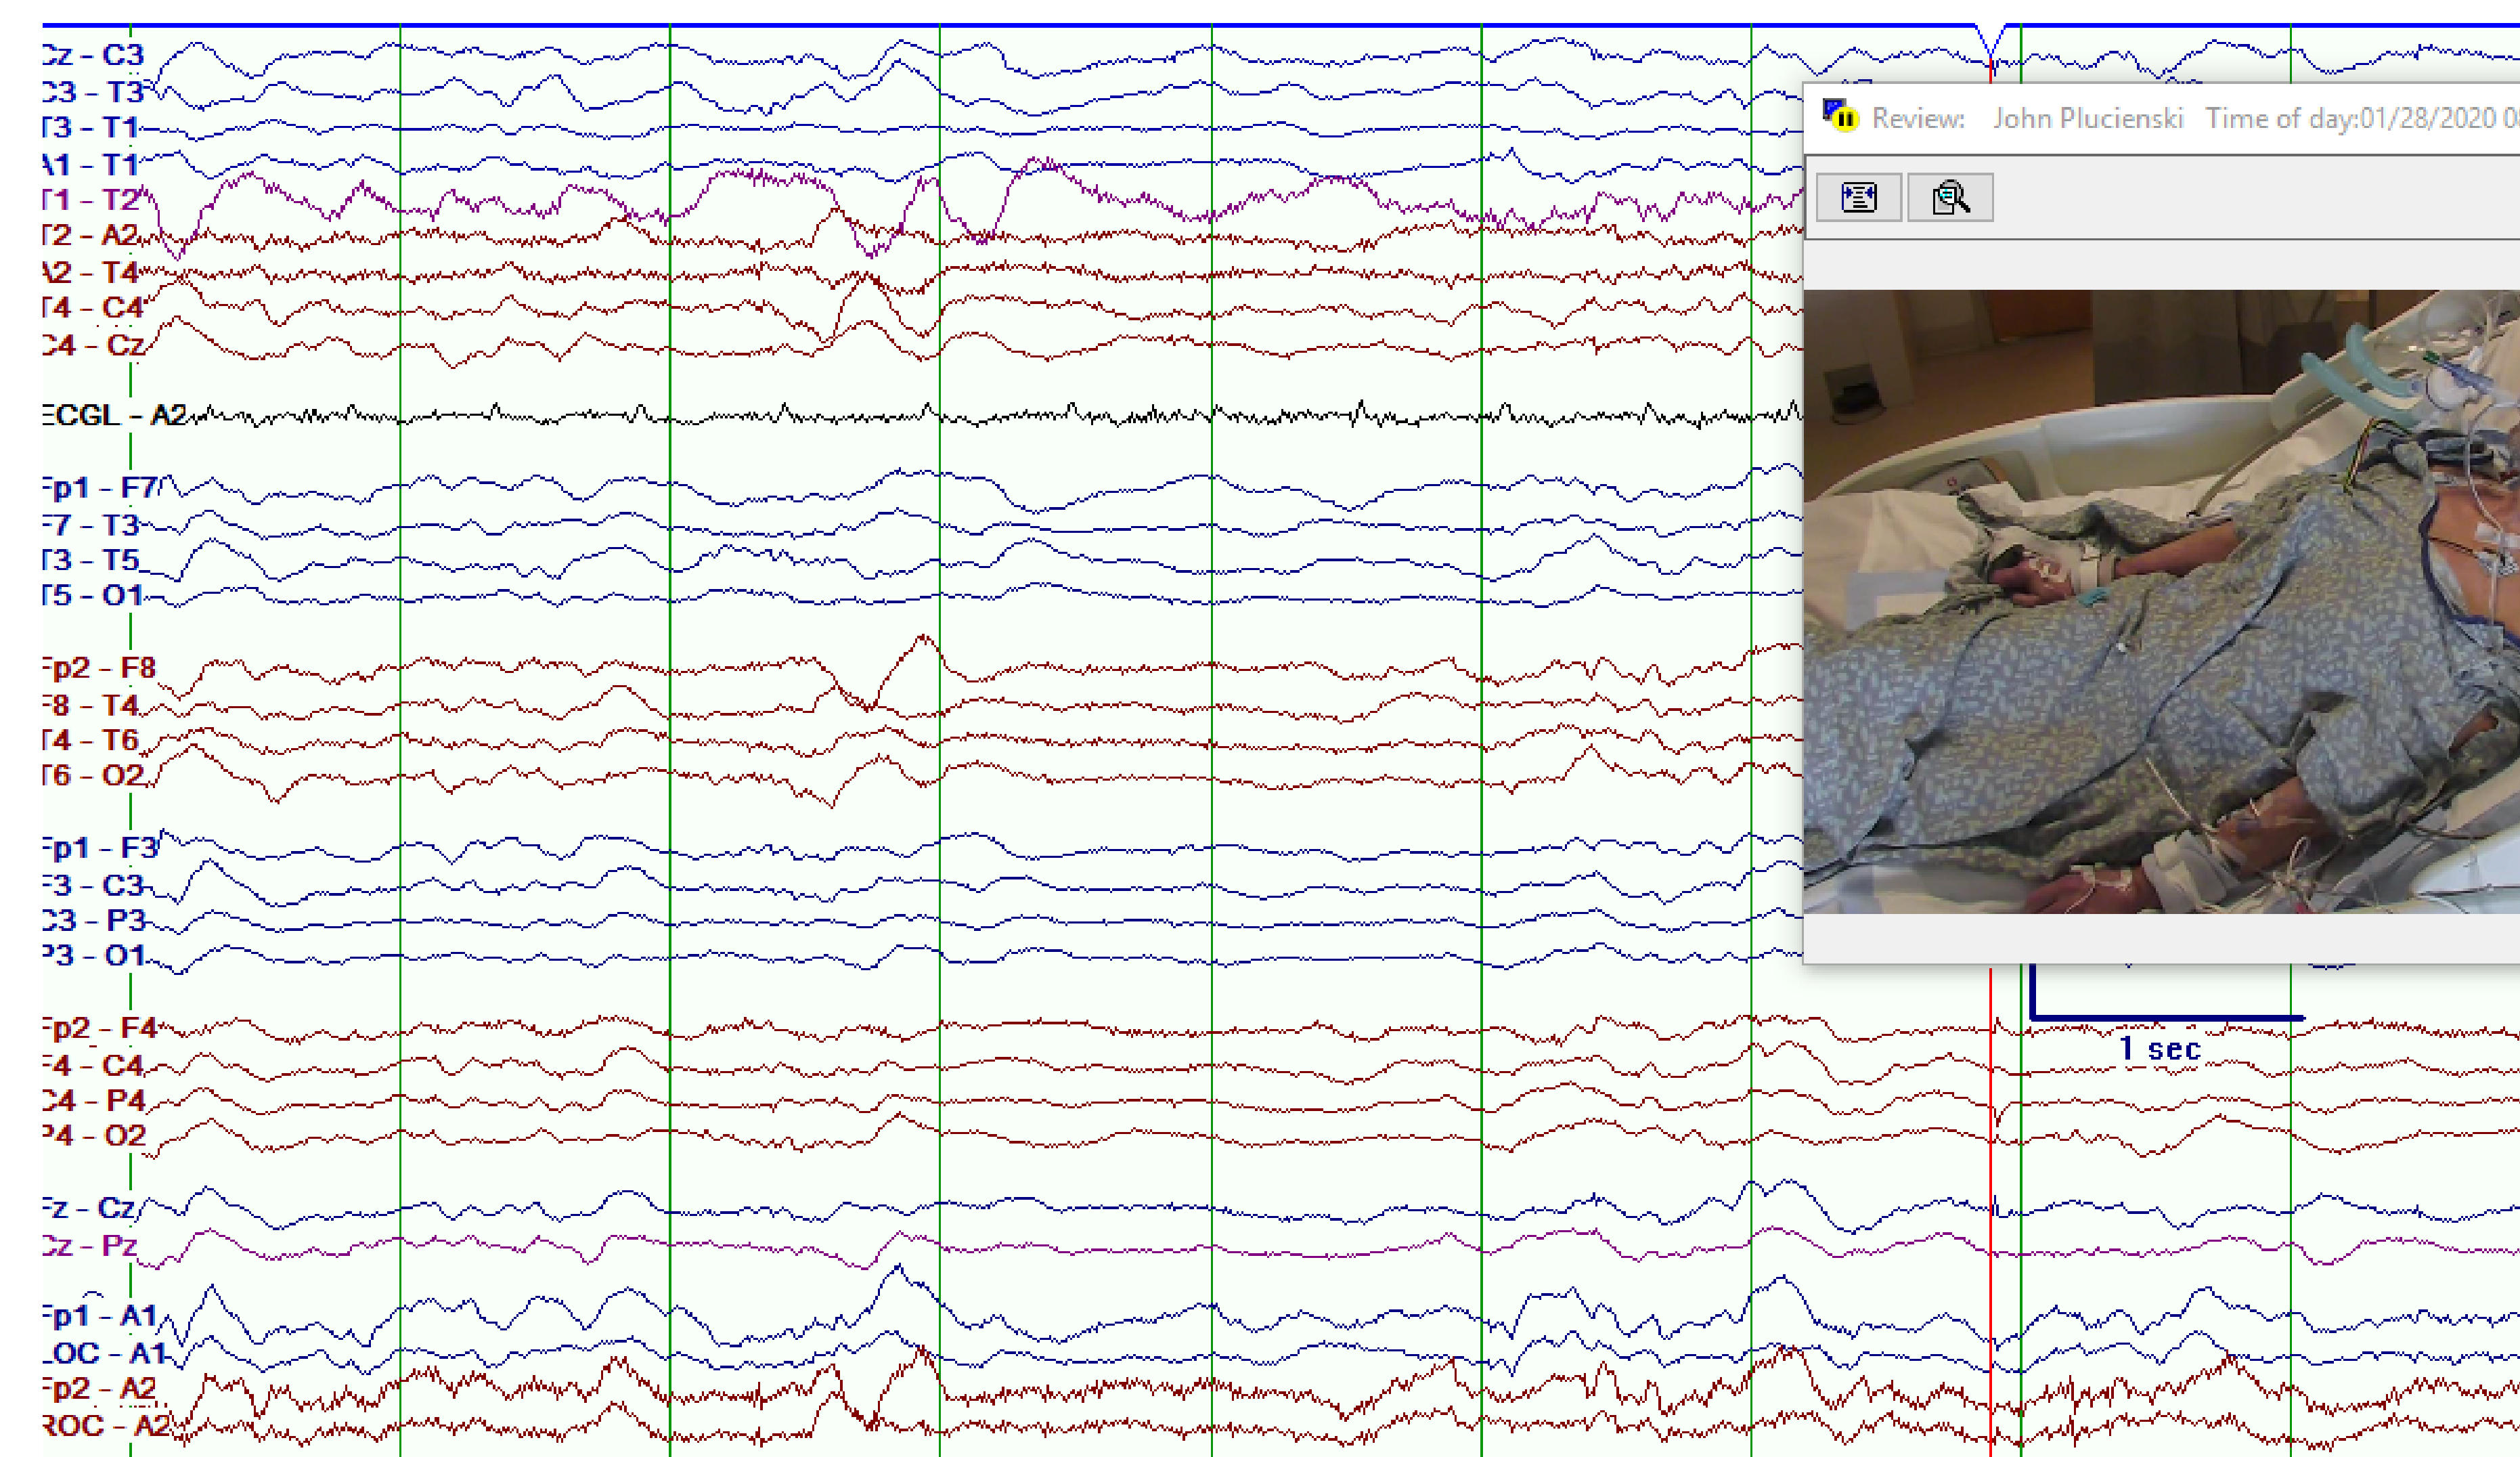 Cz - C3
C3 - T3
T3 - T1
A1 - T1
T1 - T2
T2 - A2
A2 - T4
T4 - C4
C4 - Cz
ECGL - A2
Fp1 - F7
F7 - T3
T3 - T5
T5 - O1
Fp2 - F8
F8 - T4
T4 - T6
T6 - O2
Fp1 - F3
F3 - C3
C3 - P3
P3 - O1
Fp2 - F4
F4 - C4
C4 - P4
P4 - O2
Fz - Cz
Cz - Pz
Fp1 - A1
LOC - A1
Fp2 - A2
ROC - A2
Review: John Plucienski Time of day:01/28/2020
1 sec